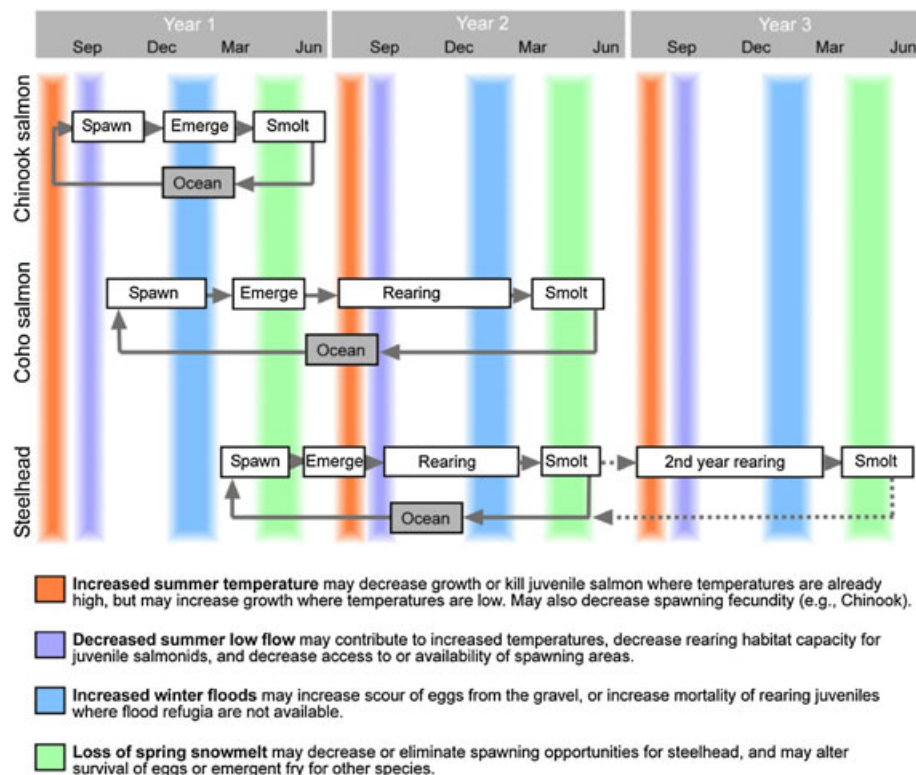 Year 1 Year 2 Year 3
Sep Dec Mar Jun Sep Dec Mar Jun Sep Dec Mar Jun
Chinook salmon
Spawn Emerge Smolt
Ocean
Coho salmon
Spawn Emerge Rearing Smolt
Ocean
Steelhead
Spawn Emerge Rearing Smolt 2nd year rearing Smolt
Ocean
Increased summer temperature may decrease growth or kill juvenile salmon where temperatures are already
high, but may increase growth where temperatures are low. May also decrease spawning fecundity (e.g., Chinook).
Decreased summer low flow may contribute to increased temperatures, decrease rearing habitat capacity for
juvenile salmonids, and decrease access to or availability of spawning areas.
Increased winter floods may increase scour of eggs from the gravel, or increase mortality of rearing juveniles
where flood refugia are not available.
Loss of spring snowmelt may decrease or eliminate spawning opportunities for steelhead, and may alter
survival of eggs or emergent fry for other species.